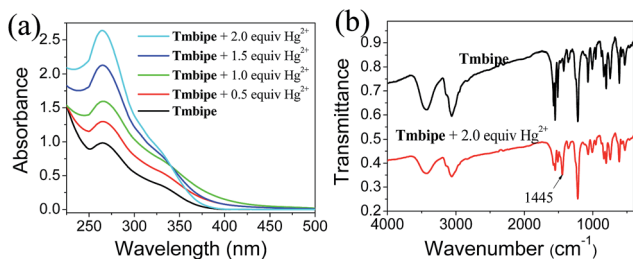 (a)
Tmbipe + 2.0 equiv Hg²⁺
Tmbipe + 1.5 equiv Hg²⁺
Tmbipe + 1.0 equiv Hg²⁺
Tmbipe + 0.5 equiv Hg²⁺
Tmbipe
Absorbance
2.5
2.0
1.5
1.0
0.5
0.0
250 300 350 400 450 500
Wavelength (nm)
(b)
Tmbipe
Tmbipe + 2.0 equiv Hg²⁺
1445
Transmittance
0.9
0.8
0.7
0.6
0.5
0.4
0.3
0.2
4000 3000 2000 1000
Wavenumber (cm⁻¹)